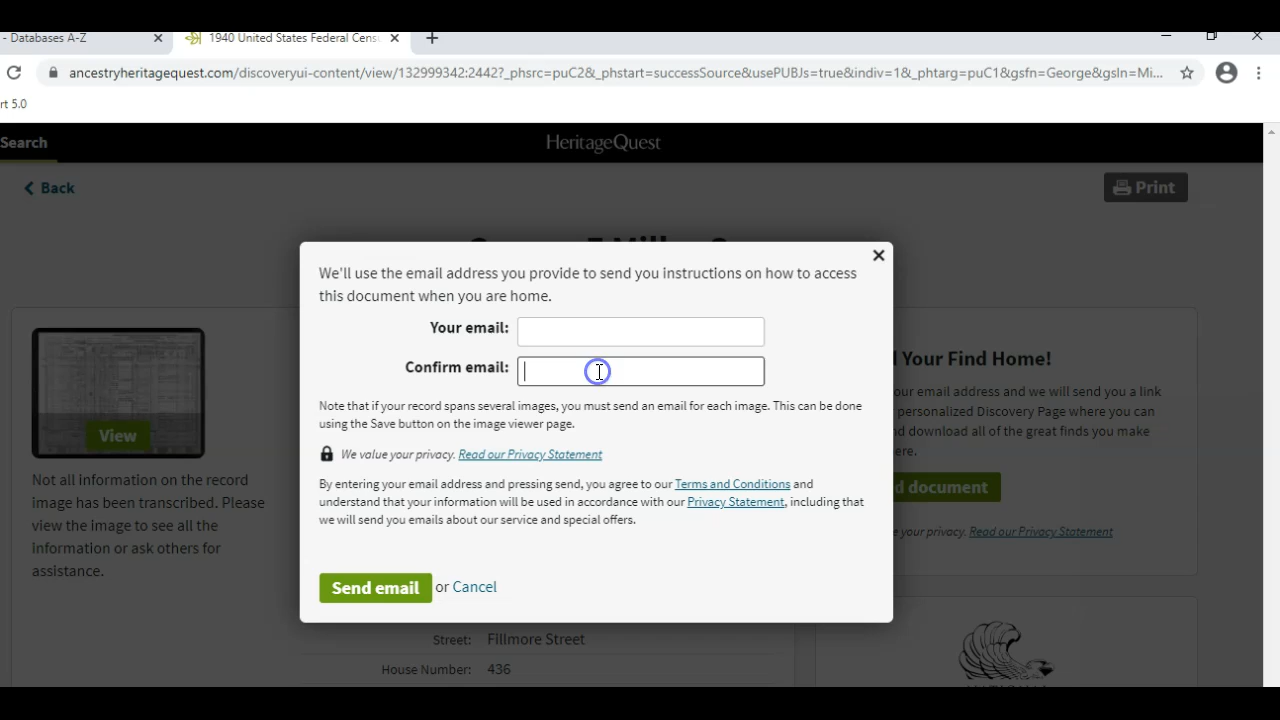 - Databases A-Z
1940 United States Federal Cens
ancestryheritagequest.com/discoveryui-content/view/132999342:2442?_phsrc=puC2&_phstart=successSource&usePUBJs=true&indiv=1&_phtarg=puC1&gsfn=George&gsln=Mi...
rt 5.0
Search
HeritageQuest
Back
Print
We'll use the email address you provide to send you instructions on how to access
this document when you are home.
Your email:
Confirm email:
Note that if your record spans several images, you must send an email for each image. This can be done
using the Save button on the image viewer page.
We value your privacy. Read our Privacy Statement
By entering your email address and pressing send, you agree to our Terms and Conditions and
understand that your information will be used in accordance with our Privacy Statement, including that
we will send you emails about our service and special offers.
Send email or Cancel
View
Not all information on the record
image has been transcribed. Please
view the image to see all the
information or ask others for
assistance.
Your Find Home!
our email address and we will send you a link
personalized Discovery Page where you can
d download all of the great finds you make
ere.
d document
e your privacy. Read our Privacy Statement
Street: Fillmore Street
House Number: 436